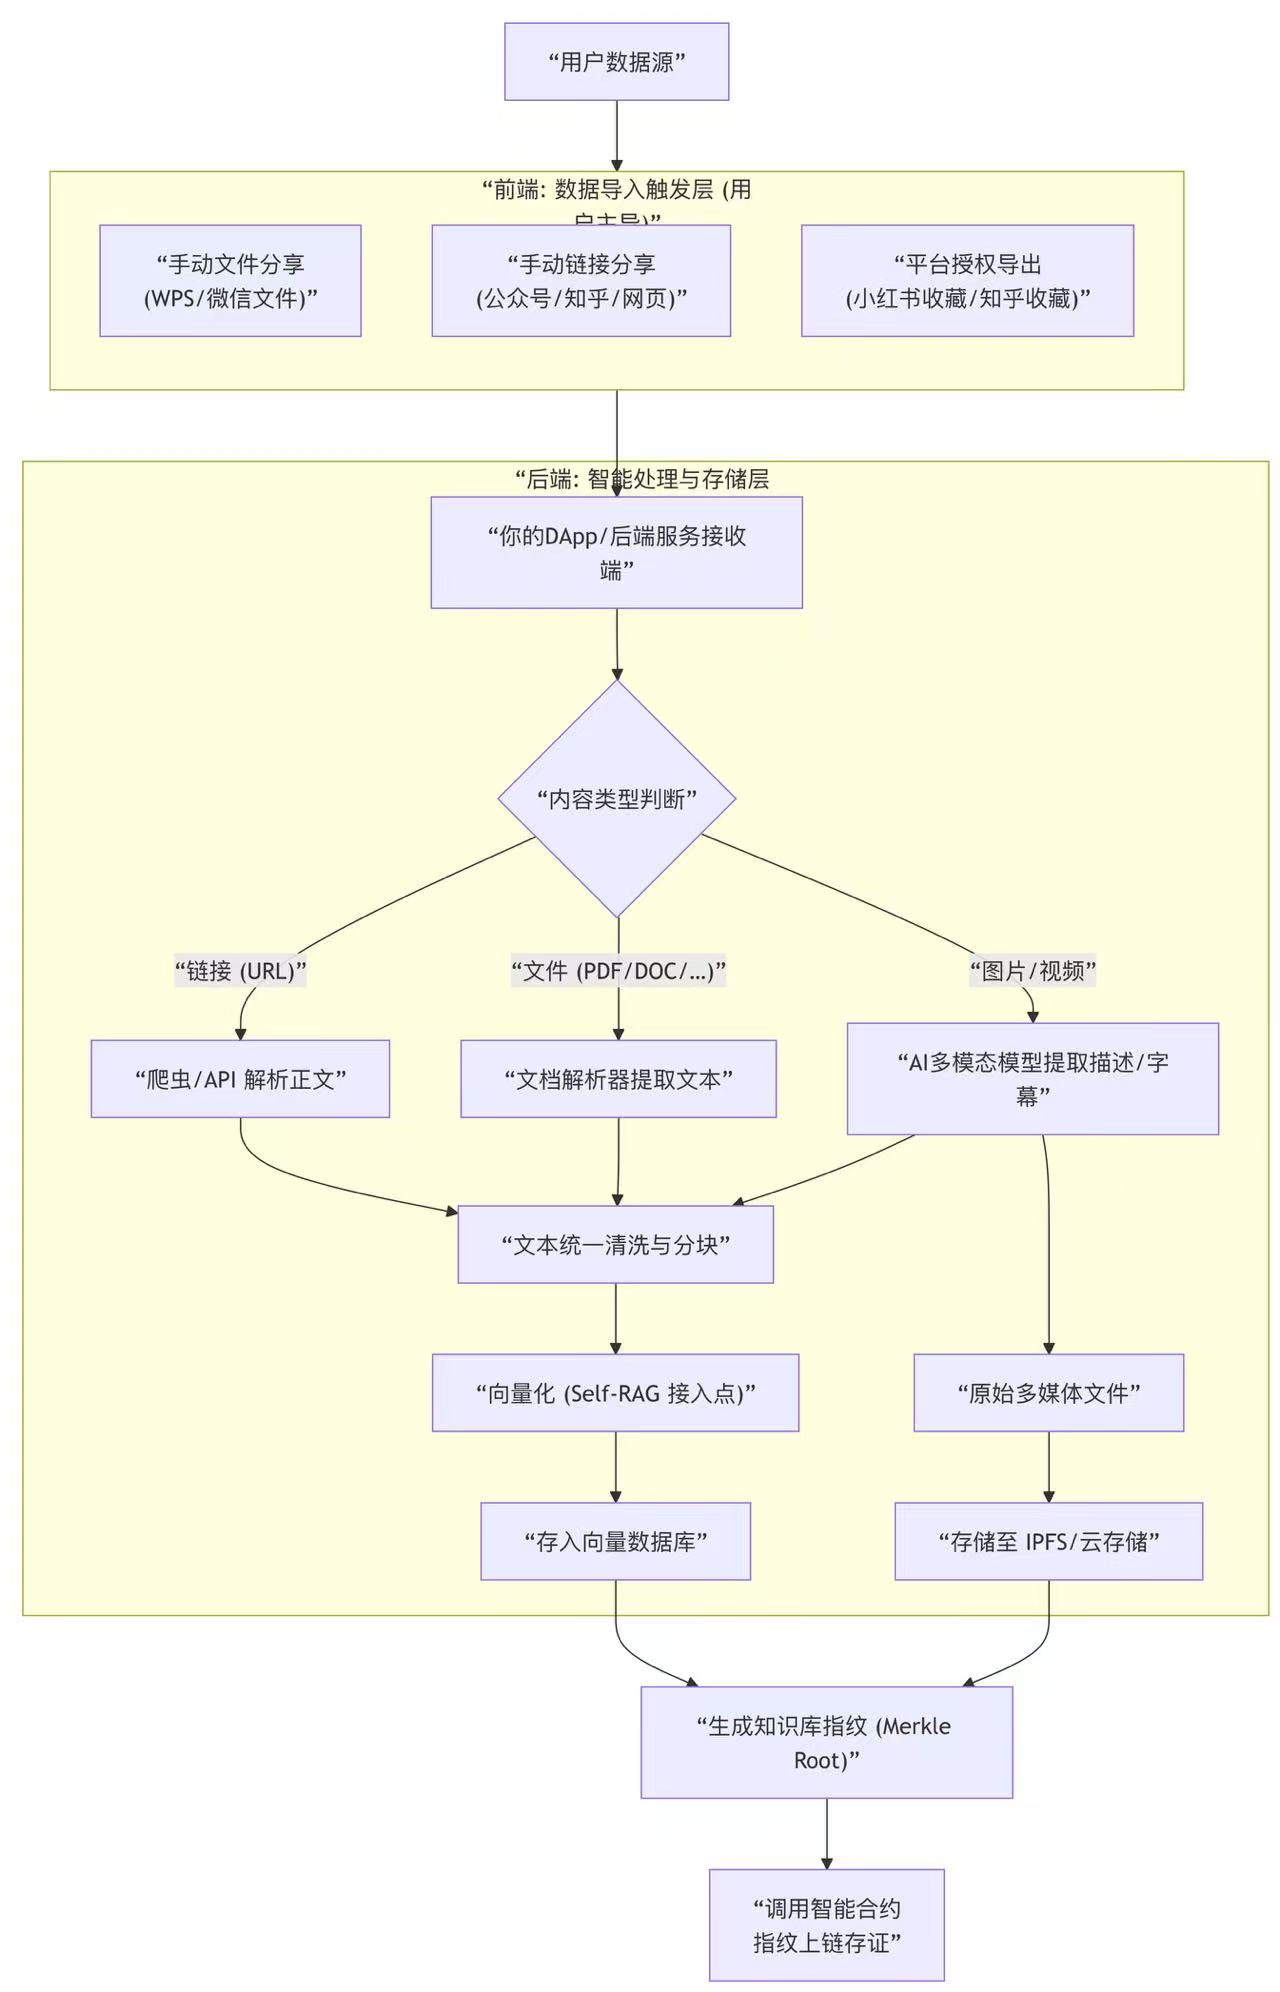 “用户数据源”
“前端: 数据导入触发层 (用
户主导)”
“手动文件分享
(WPS/微信文件)”
“手动链接分享
(公众号/知乎/网页)”
“平台授权导出
(小红书收藏/知乎收藏)”
“后端: 智能处理与存储层
“你的DApp/后端服务接收
端”
“内容类型判断”
“链接 (URL)”
“文件 (PDF/DOC/...)”
“图片/视频”
“爬虫/API 解析正文”
“文档解析器提取文本”
“AI多模态模型提取描述/字
幕”
“文本统一清洗与分块”
“向量化 (Self-RAG 接入点)”
“原始多媒体文件”
“存入向量数据库”
“存储至 IPFS/云存储”
“生成知识库指纹 (Merkle
Root)”
“调用智能合约
指纹上链存证”